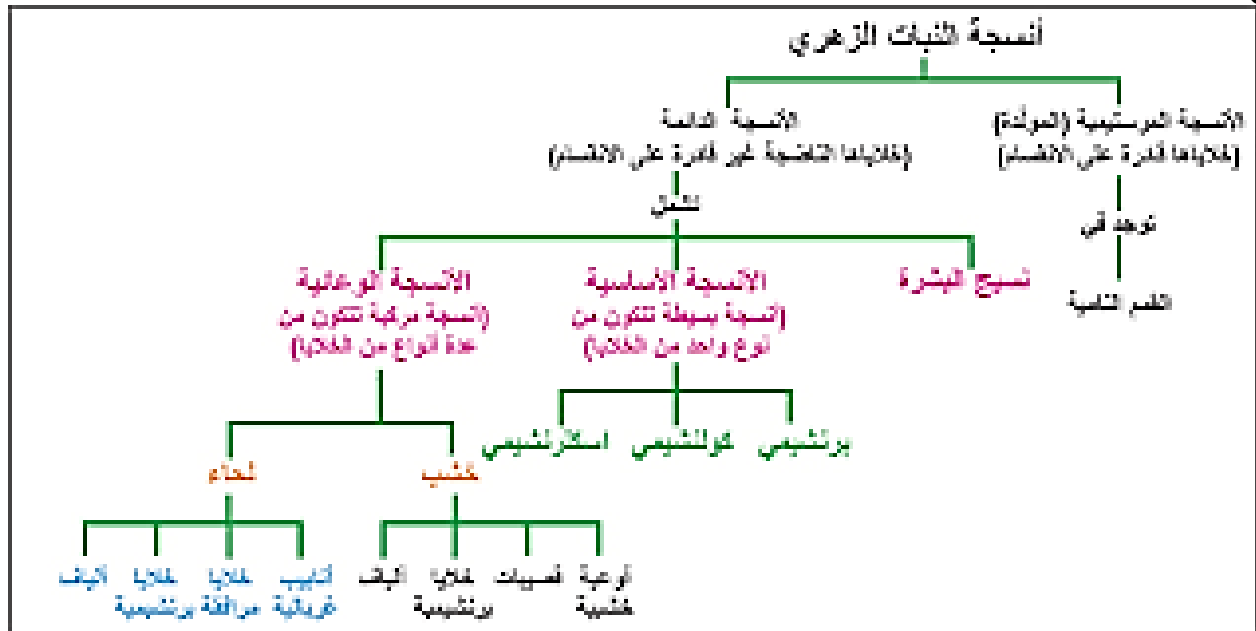 أنسجة النبات الزهري
الأنسجة المرستيمية (المولدة)
(خلاياها قادرة على الانقسام)
الأنسجة الدائمة
(خلاياها الناضجة غير قادرة على الانقسام)
توجد في
القمم النامية
تشمل
نسيج البشرة
الأنسجة الأساسية
(أنسجة بسيطة تتكون من
نوع واحد من الخلايا)
الأنسجة الوعائية
(أنسجة مركبة تتكون من
عدة أنواع من الخلايا)
برنشيمي
كولنشيمي
اسكلرنشيمي
خشب
لحاء
أوعية
خشبية
قصيبات
خلايا
برنشيمية
ألياف
أنابيب
غربالية
خلايا
مرافقة
خلايا
برنشيمية
ألياف